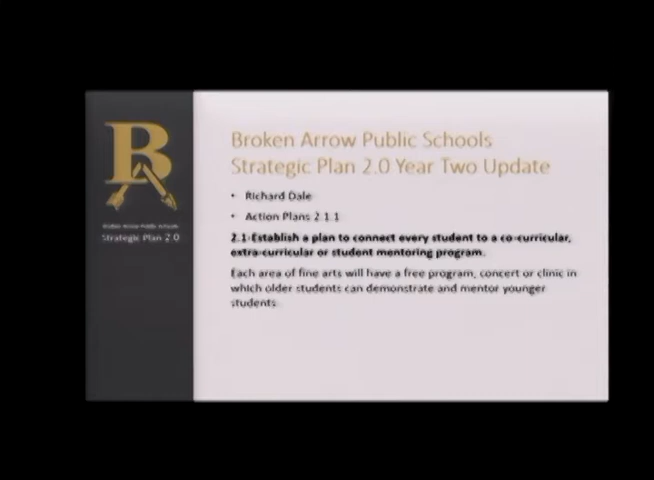 B
Broken Arrow Public Schools
Strategic Plan 2.0
Broken Arrow Public Schools
Strategic Plan 2.0 Year Two Update
• Richard Dale
• Action Plans 2.1.1
2.1-Establish a plan to connect every student to a co-curricular,
extra-curricular or student mentoring program.
Each area of fine arts will have a free program, concert or clinic in
which older students can demonstrate and mentor younger
students